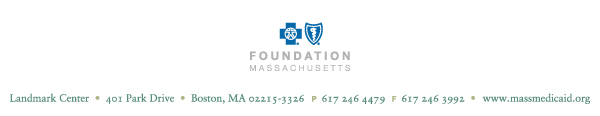 FOUNDATION
MASSACHUSETTS
Landmark Center • 401 Park Drive • Boston, MA 02215-3326 P 617 246 4479 F 617 246 3992 • www.massmedicaid.org